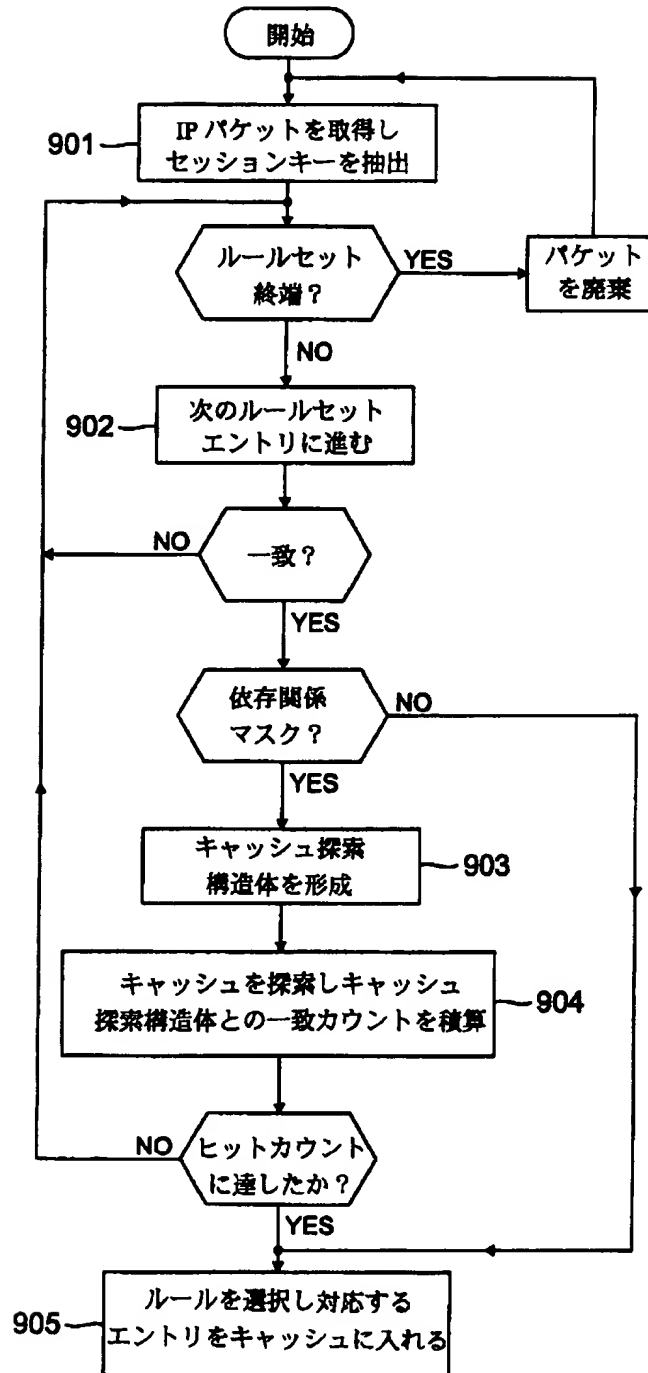 開始
901
IP パケットを取得し
セッションキーを抽出
ルールセット
終端？
YES
パケット
を廃棄
NO
902
次のルールセット
エントリに進む
NO
一致？
YES
依存関係
マスク？
NO
YES
キャッシュ探索
構造体を形成
903
キャッシュを探索しキャッシュ
探索構造体との一致カウントを積算
904
NO
ヒットカウント
に達したか？
YES
905
ルールを選択し対応する
エントリをキャッシュに入れる